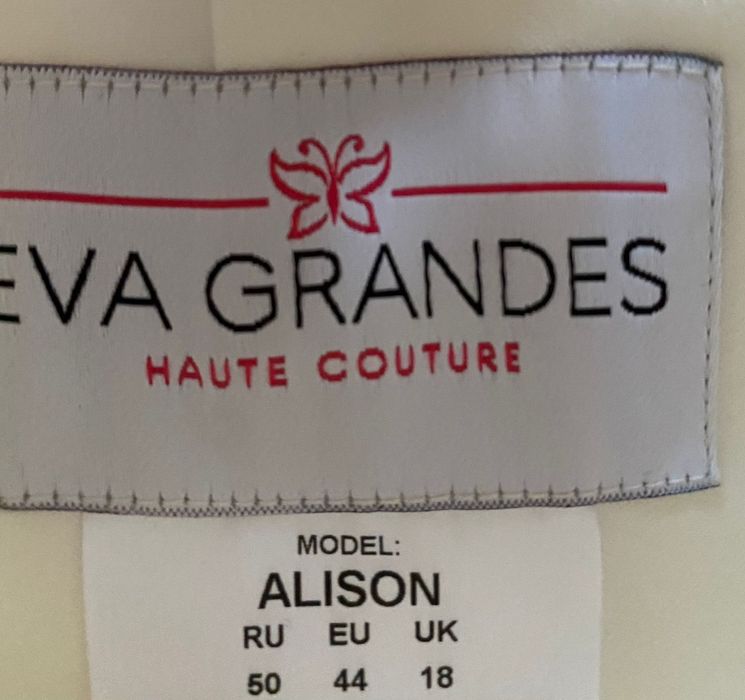 EVA GRANDES
HAUTE COUTURE
MODEL:
ALISON
RU EU UK
50 44 18